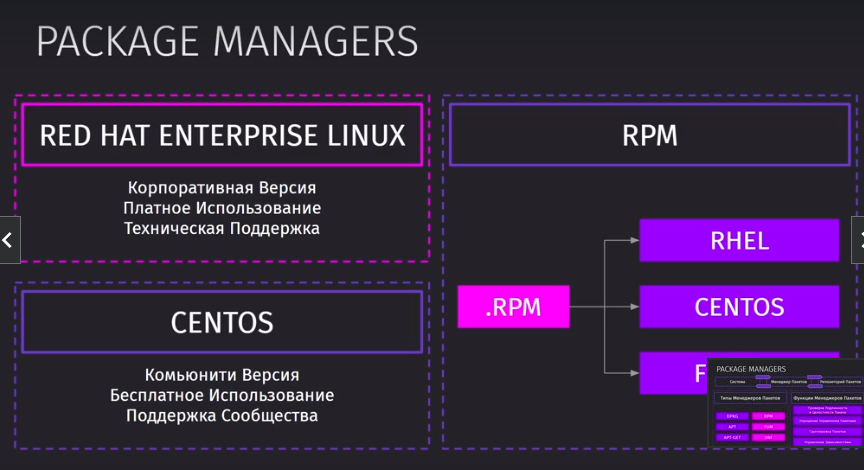 PACKAGE MANAGERS
RED HAT ENTERPRISE LINUX
Корпоративная Версия
Платное Использование
Техническая Поддержка
CENTOS
Комьюнити Версия
Бесплатное Использование
Поддержка Сообщества
RPM
.RPM
RHEL
CENTOS
F
PACKAGE MANAGERS
Система
Менеджер Пакетов
Репозиторий Пакетов
Типы Менеджеров Пакетов
Функции Менеджеров Пакетов
DPKG
RPM
APT
YUM
APT-GET
DNF